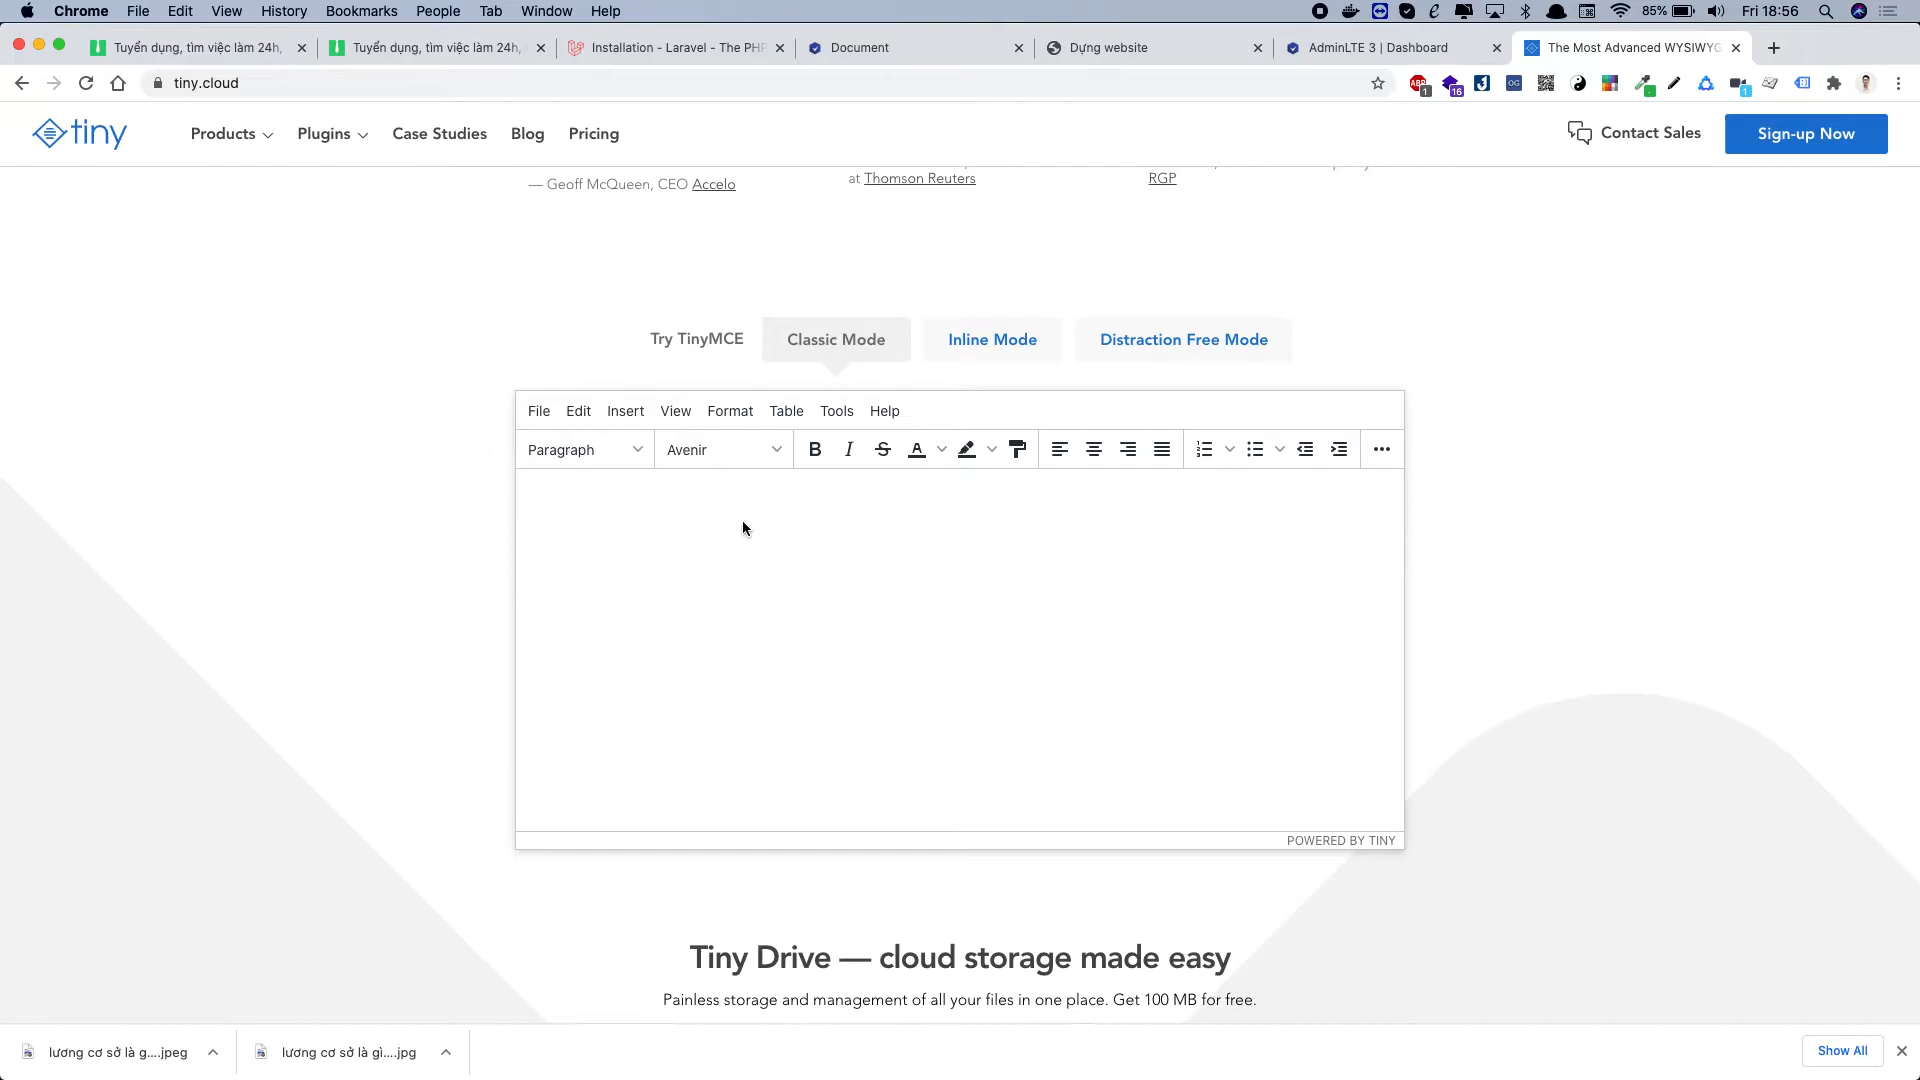 Chrome File Edit View History Bookmarks People Tab Window Help 85% Fri 18:56
Tuyển dụng, tìm việc làm 24h, Tuyển dụng, tìm việc làm 24h, Installation - Laravel - The PHP Document Dựng website AdminLTE 3 | Dashboard The Most Advanced WYSIWYG
tiny.cloud ABP 1 16 OG 1
tiny Products Plugins Case Studies Blog Pricing Contact Sales Sign-up Now
— Geoff McQueen, CEO Accelo
at Thomson Reuters
RGP
Try TinyMCE Classic Mode Inline Mode Distraction Free Mode
File Edit Insert View Format Table Tools Help
Paragraph Avenir B I S A
POWERED BY TINY
Tiny Drive — cloud storage made easy
Painless storage and management of all your files in one place. Get 100 MB for free.
lương cơ sở là g....jpeg lương cơ sở là gì....jpg Show All